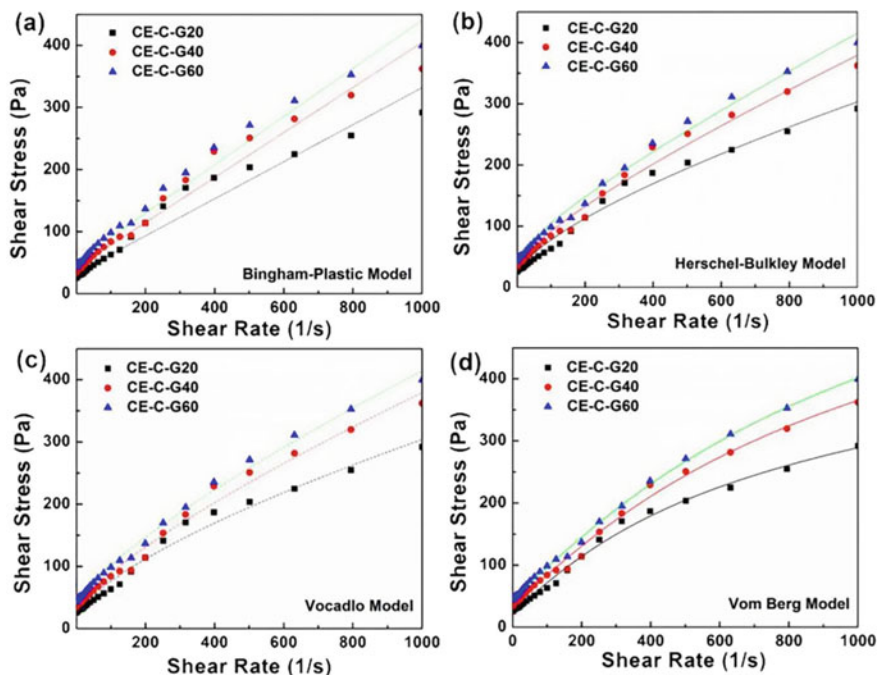 (a)
CE-C-G20
CE-C-G40
CE-C-G60
Bingham-Plastic Model
Shear Stress (Pa)
400
300
200
100
0
200 400 600 800 1000
Shear Rate (1/s)
(b)
CE-C-G20
CE-C-G40
CE-C-G60
Herschel-Bulkley Model
Shear Stress (Pa)
400
300
200
100
0
200 400 600 800 1000
Shear Rate (1/s)
(c)
CE-C-G20
CE-C-G40
CE-C-G60
Vocadlo Model
Shear Stress (Pa)
400
300
200
100
0
200 400 600 800 1000
Shear Rate (1/s)
(d)
CE-C-G20
CE-C-G40
CE-C-G60
Vom Berg Model
Shear Stress (Pa)
400
300
200
100
0
0 200 400 600 800 1000
Shear Rate (1/s)